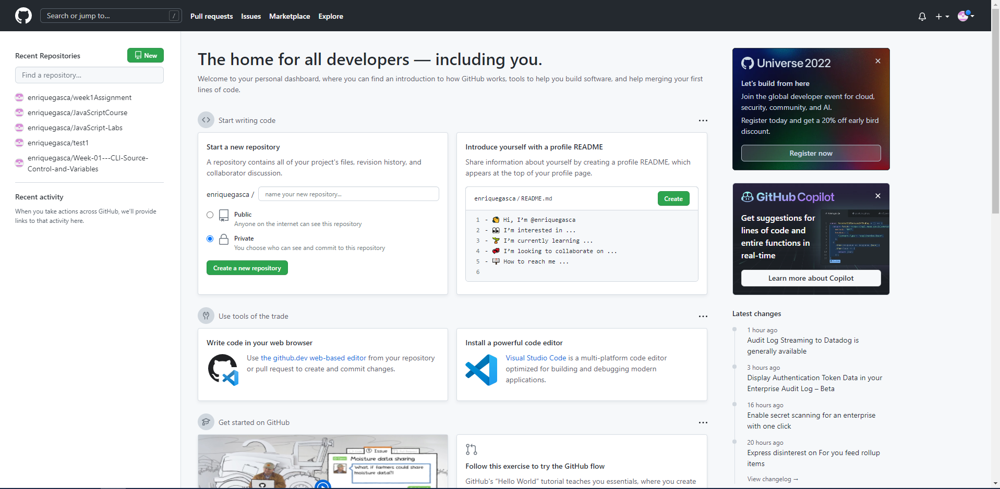 Search or jump to...
/
Pull requests
Issues
Marketplace
Explore
Recent Repositories
New
Find a repository...
enriquegasca/week1Assignment
enriquegasca/JavaScriptCourse
enriquegasca/JavaScript-Labs
enriquegasca/test1
enriquegasca/Week-01---CLI-Source-
Control-and-Variables
Recent activity
When you take actions across GitHub, we'll provide
links to that activity here.
The home for all developers — including you.
Welcome to your personal dashboard, where you can find an introduction to how GitHub works, tools to help you build software, and help merging your first
lines of code.
Start writing code
Start a new repository
A repository contains all of your project's files, revision history, and
collaborator discussion.
enriquegasca /
name your new repository...
Public
Anyone on the internet can see this repository
Private
You choose who can see and commit to this repository
Create a new repository
Introduce yourself with a profile README
Share information about yourself by creating a profile README, which
appears at the top of your profile page.
enriquegasca / README.md
Create
1 - 👋 Hi, I'm @enriquegasca
2 - 👀 I'm interested in ...
3 - 🌱 I'm currently learning ...
4 - 💞️ I'm looking to collaborate on ...
5 - 📫 How to reach me ...
6
Use tools of the trade
Write code in your web browser
Use the github.dev web-based editor from your repository
or pull request to create and commit changes.
Install a powerful code editor
Visual Studio Code is a multi-platform code editor
optimized for building and debugging modern
applications.
Get started on GitHub
Issue
Moisture data sharing
What if farmers could share
moisture data?!
Follow this exercise to try the GitHub flow
GitHub's "Hello World" tutorial teaches you essentials, where you create
Universe 2022
Let's build from here
Join the global developer event for cloud,
security, community, and AI.
Register today and get a 20% off early bird
discount.
Register now
GitHub Copilot
Get suggestions for
lines of code and
entire functions in
real-time
Learn more about Copilot
Latest changes
1 hour ago
Audit Log Streaming to Datadog is
generally available
3 hours ago
Display Authentication Token Data in your
Enterprise Audit Log – Beta
16 hours ago
Enable secret scanning for an enterprise
with one click
20 hours ago
Express disinterest on For you feed rollup
items
View changelog →